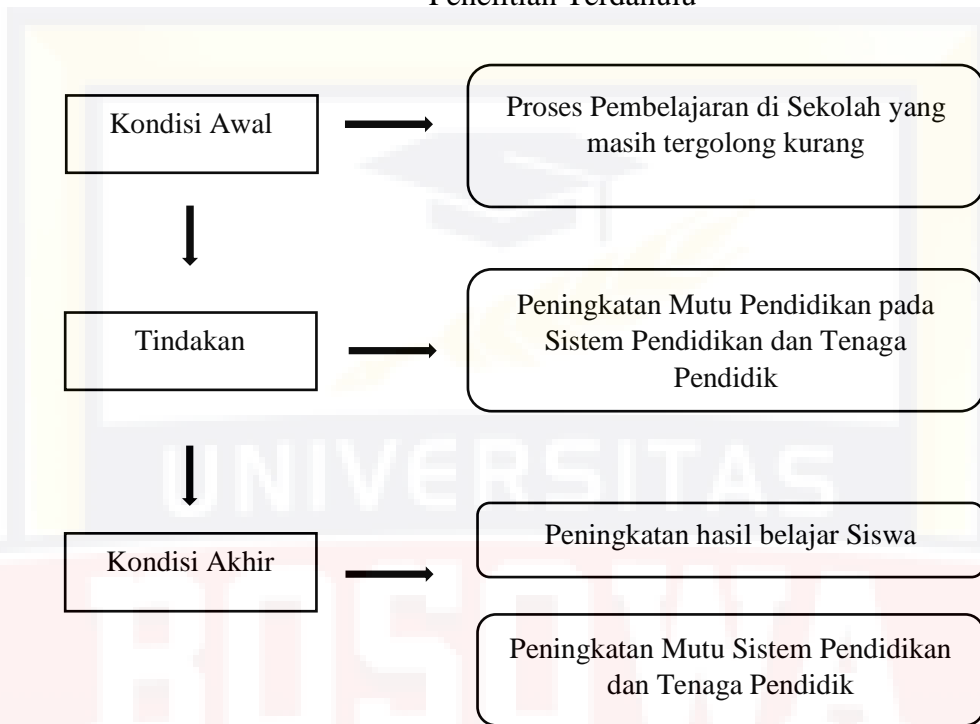 Penelitian Terdahulu
Kondisi Awal
Proses Pembelajaran di Sekolah yang
masih tergolong kurang
Tindakan
Peningkatan Mutu Pendidikan pada
Sistem Pendidikan dan Tenaga
Pendidik
UNIVERSITAS
Kondisi Akhir
Peningkatan hasil belajar Siswa
BOSOWA
Peningkatan Mutu Sistem Pendidikan
dan Tenaga Pendidik